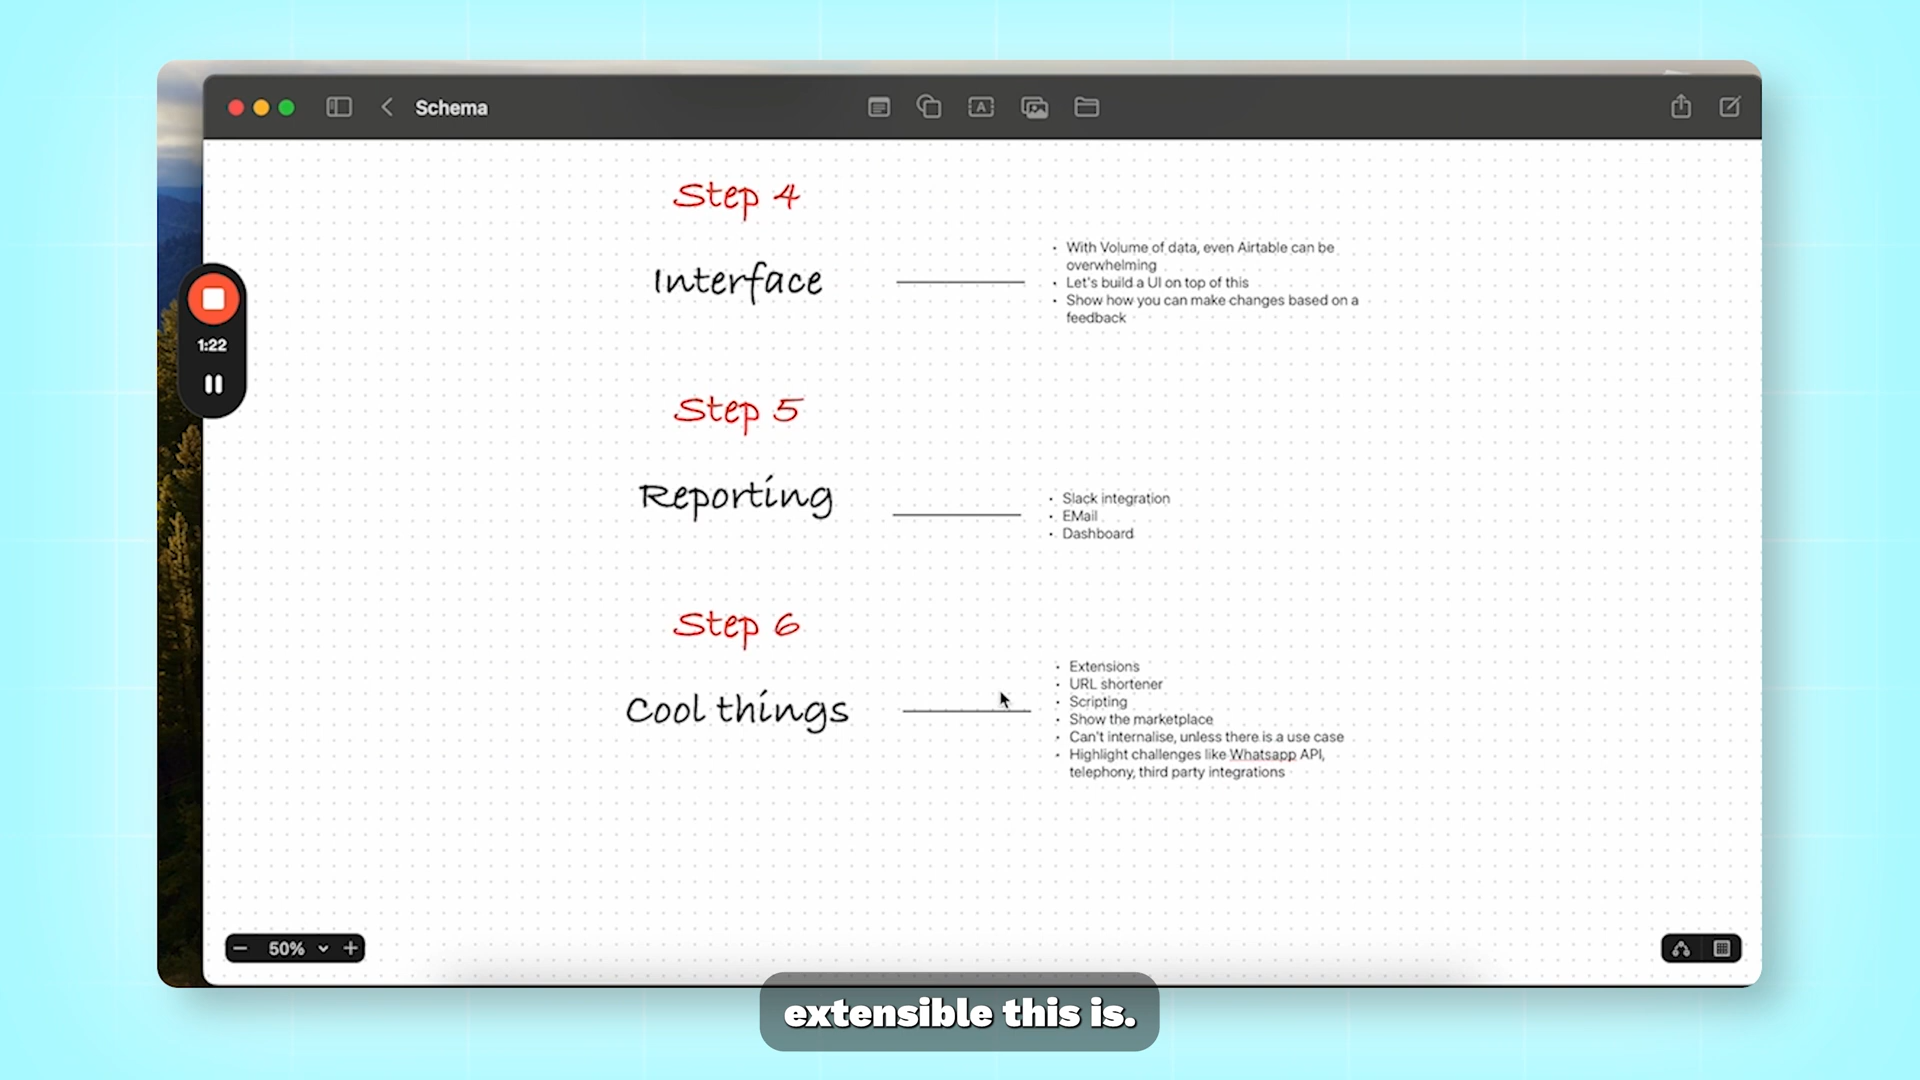 Schema
Step 4
Interface
• With Volume of data, even Airtable can be
overwhelming
• Let's build a UI on top of this
• Show how you can make changes based on a
feedback
1:22
Step 5
Reporting
• Slack integration
• EMail
• Dashboard
Step 6
Cool things
• Extensions
• URL shortener
• Scripting
• Show the marketplace
• Can't internalise, unless there is a use case
• Highlight challenges like Whatsapp API,
telephony, third party integrations
50%
extensible this is.